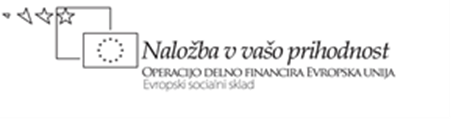 Naložba v vašo prihodnost
OPERACIJO DELNO FINANCIRA EVROPSKA UNIJA
Evropski socialni sklad